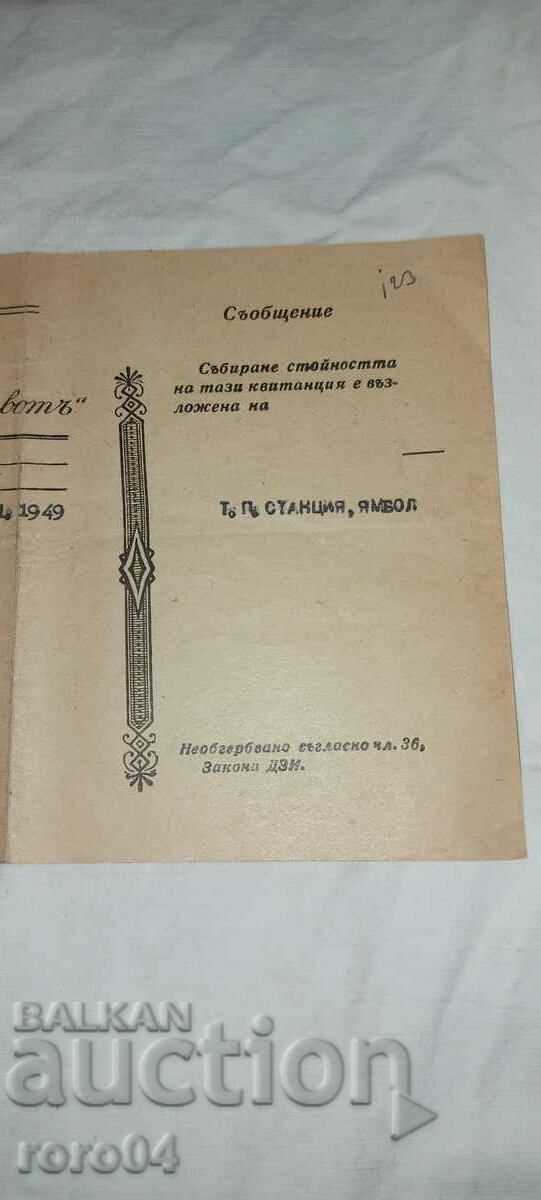 123
Съобщение
Събиране стойността
на тази квитанция е въз-
ложена на
вотъ"
1949
Т. П. СТАНЦИЯ, ЯМБОЛ
Необгербвано съгласно чл. 36,
Закона ДЗИ.
BALKAN
auction
roro04